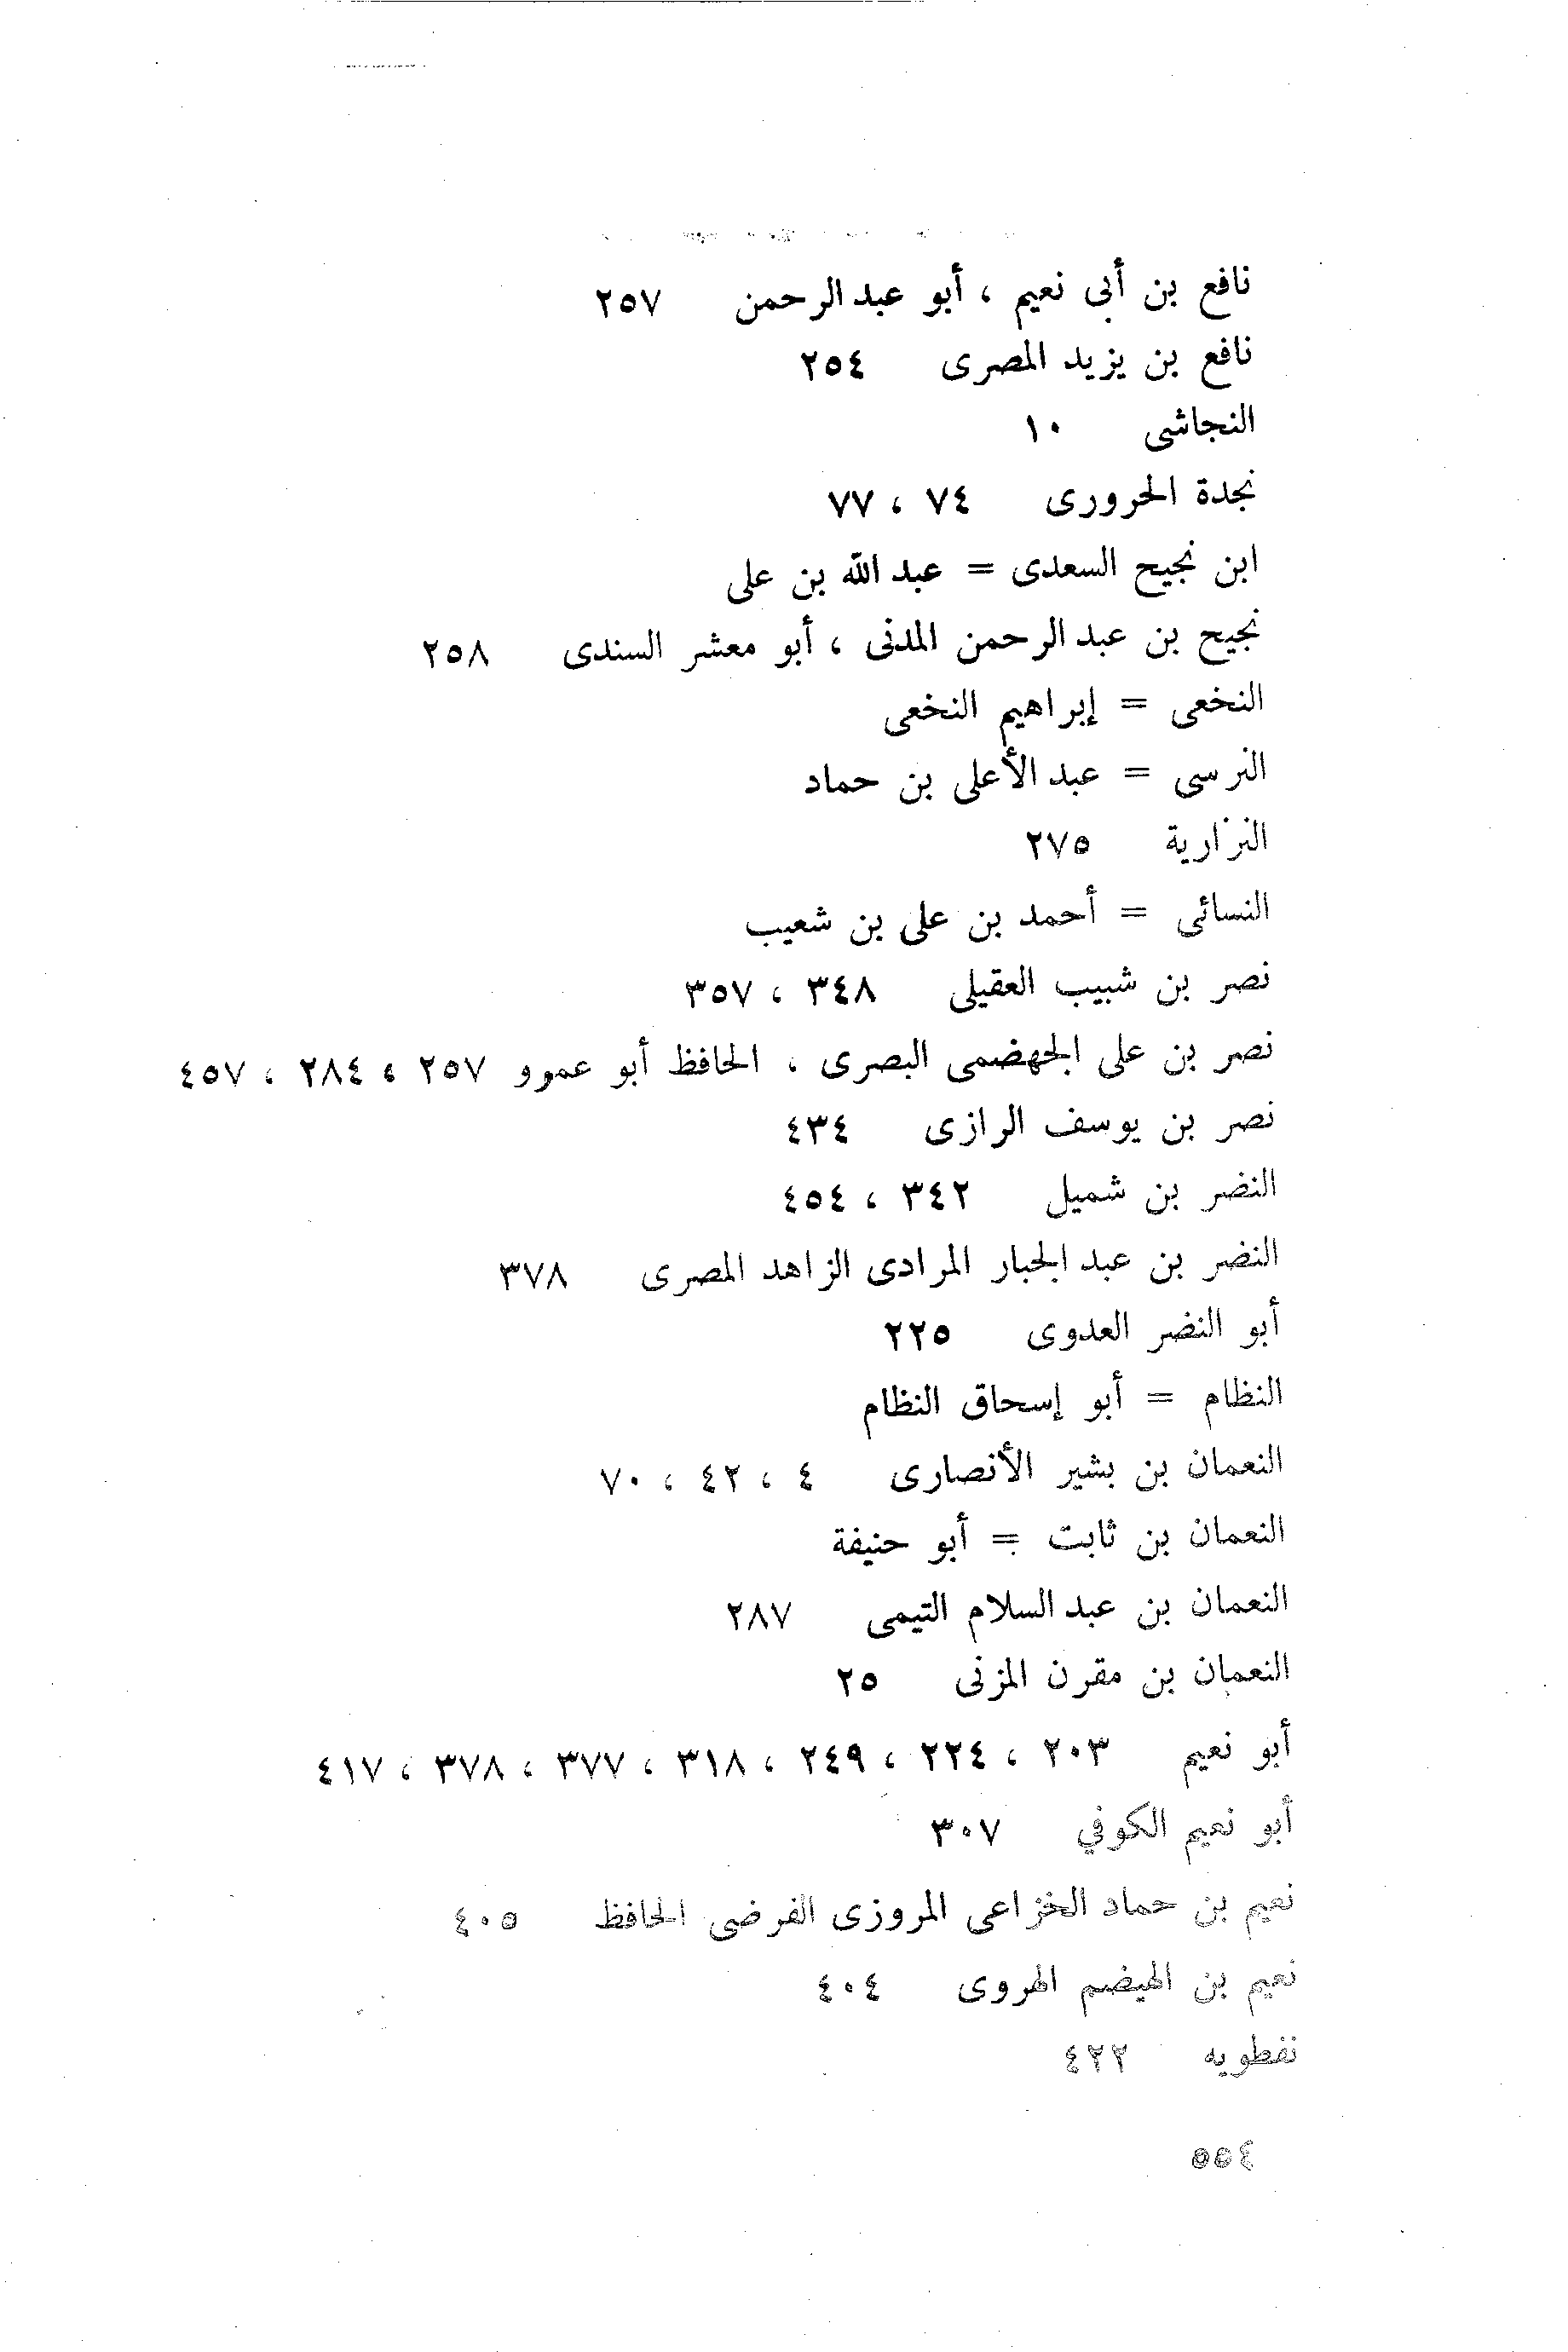 نافع بن أبى نعيم ، أبو عبد الرحمن ٢٥٧
نافع بن يزيد المصرى ٢٥٤
النجاشى ١٠
نجدة الحرورى ٧٤ ، ٧٧
ابن نجيح السعدى = عبد الله بن على
نجيح بن عبد الرحمن المدنى ، أبو معشر السندى ٢٥٨
النخعى = إبراهيم النخعى
النرسى = عبد الأعلى بن حماد
النزارية ٢٧٥
النسائى = أحمد بن على بن شعيب
نصر بن شبيب العقيلى ٣٤٨ ، ٣٥٧
نصر بن على الجهضمى البصرى ، الحافظ أبو عمرو ٢٥٧ ، ٢٨٤ ، ٤٥٧
نصر بن يوسف الرازى ٤٣٤
النضر بن شميل ٣٤٢ ، ٤٥٤
النضر بن عبد الجبار المرادى الزاهد المصرى ٣٧٨
أبو النضر العدوى ٢٢٥
النظام = أبو إسحاق النظام
النعمان بن بشير الأنصارى ٤ ، ٤٢ ، ٧٠
النعمان بن ثابت = أبو حنيفة
النعمان بن عبد السلام التيمى ٢٨٧
النعمان بن مقرن المزنى ٢٥
أبو نعيم ٢٠٣ ، ٢٢٤ ، ٢٤٩ ، ٣١٨ ، ٣٧٧ ، ٣٧٨ ، ٤١٧
أبو نعيم الكوفي ٣٠٧
نعيم بن حماد الخزاعى المروزى الفرضى الحافظ ٤٠٥
نعيم بن الهيضم الهروى ٤٠٤
نفطويه ٤٢٢
٥٥٤